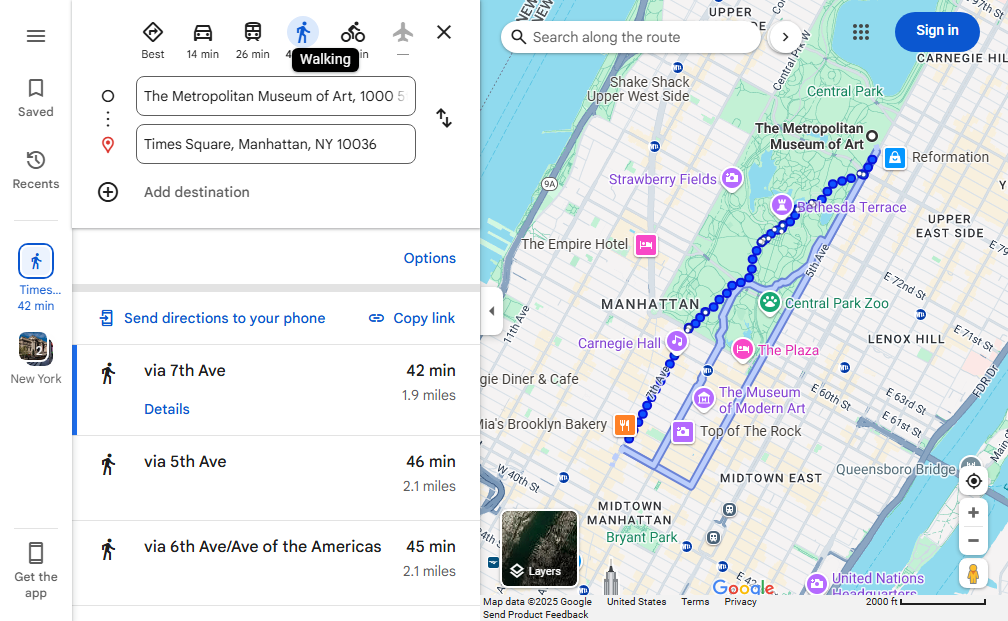 Saved
Recents
Times...
42 min
New York
Get the
app
Best
14 min
26 min
Walking
The Metropolitan Museum of Art, 1000 5
Times Square, Manhattan, NY 10036
Add destination
Options
Send directions to your phone
Copy link
via 7th Ave
42 min
1.9 miles
Details
via 5th Ave
46 min
2.1 miles
via 6th Ave/Ave of the Americas
45 min
2.1 miles
Search along the route
Sign in
UPPER
CARNEGIE HIL
Central Park W
Central Park
Shake Shack
Upper West Side
The Metropolitan
Museum of Art
Reformation
9A
Strawberry Fields
Bethesda Terrace
UPPER
EAST SIDE
The Empire Hotel
5th Ave
E 72nd St
MANHATTAN
Central Park Zoo
11th Ave
E 71st St
LENOX HILL
Carnegie Hall
The Plaza
FDR Dr
gie Diner & Cafe
7th Ave
The Museum
of Modern Art
E 60th St
E 63rd St
E 61st St
Mia's Brooklyn Bakery
Top of The Rock
Main
W 40th St
MIDTOWN EAST
Queensboro Bridge
MIDTOWN
MANHATTAN
Bryant Park
E 42nd St
Layers
Google
United Nations
Headquarters
Map data ©2025 Google
United States
Terms
Privacy
2000 ft
Send Product Feedback